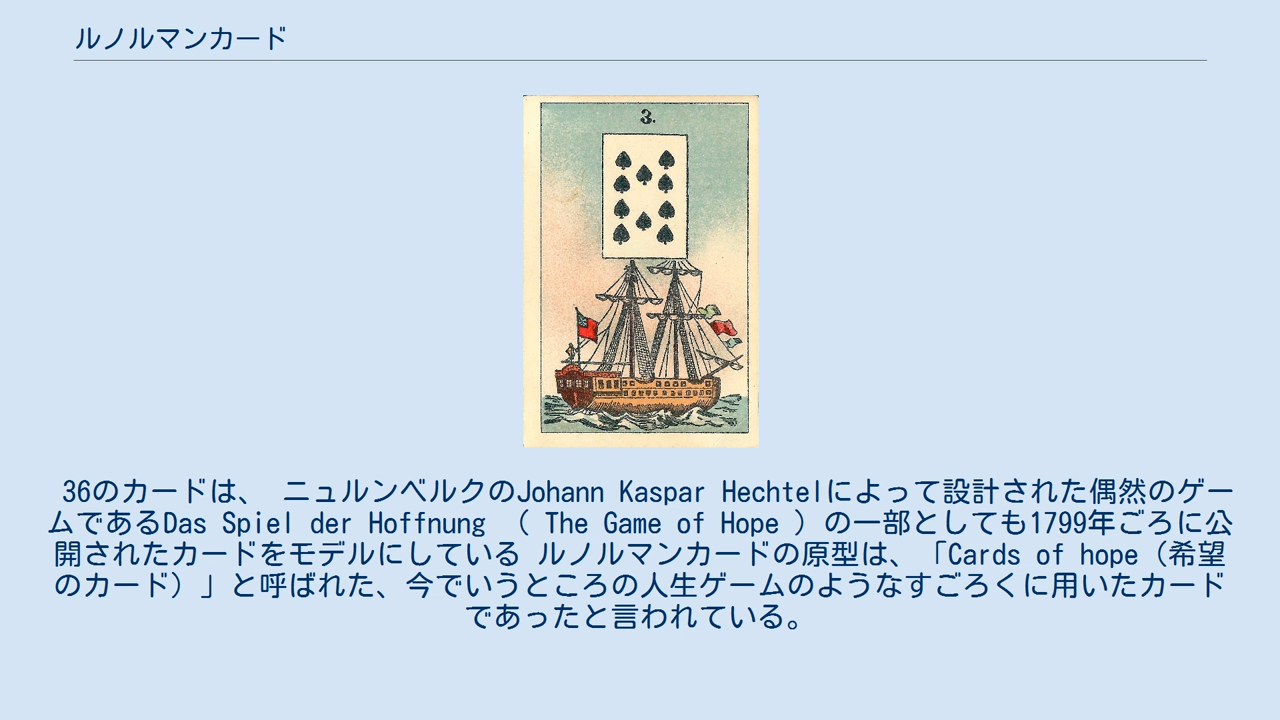 ルノルマンカード
3.
36のカードは、 ニュルンベルクのJohann Kaspar Hechtelによって設計された偶然のゲー
ムであるDas Spiel der Hoffnung （ The Game of Hope ）の一部としても1799年ごろに公
開されたカードをモデルにしている ルノルマンカードの原型は、「Cards of hope（希望
のカード）」と呼ばれた、今でいうところの人生ゲームのようなすごろくに用いたカード
であったと言われている。